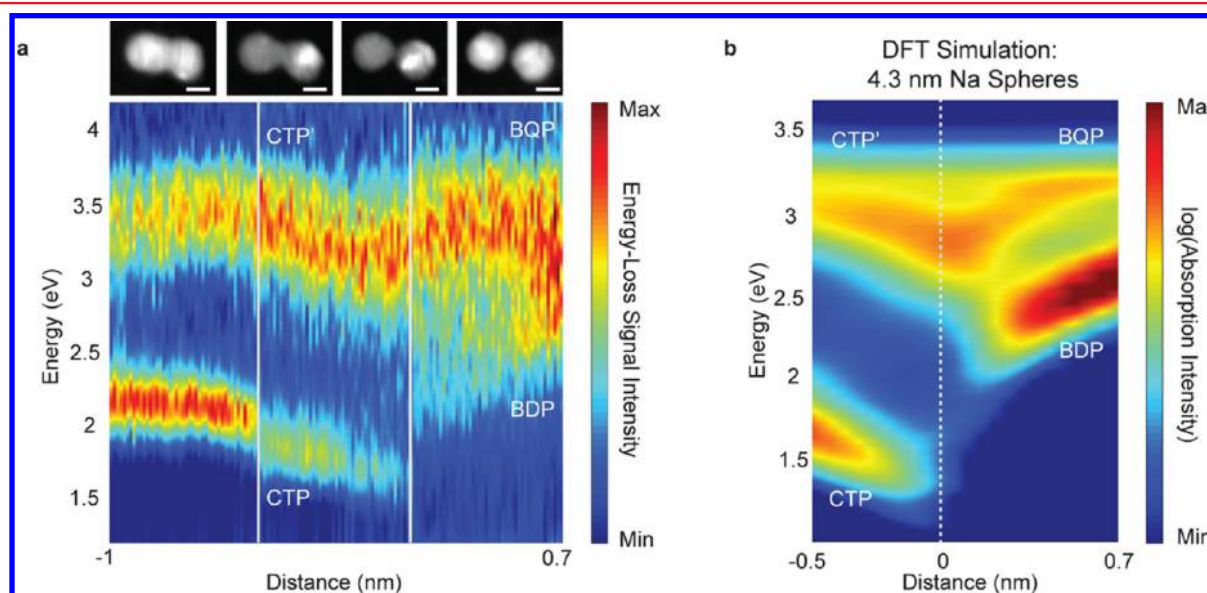 a
CTP'
BQP
CTP
BDP
4
3.5
3
2.5
2
1.5
Energy (eV)
-1
0.7
Distance (nm)
Max
Energy-Loss Signal Intensity
Min
b
DFT Simulation:
4.3 nm Na Spheres
CTP'
BQP
CTP
BDP
3.5
3
2.5
2
1.5
Energy (eV)
-0.5
0
0.7
Distance (nm)
Ma
log(Absorption Intensity)
Min